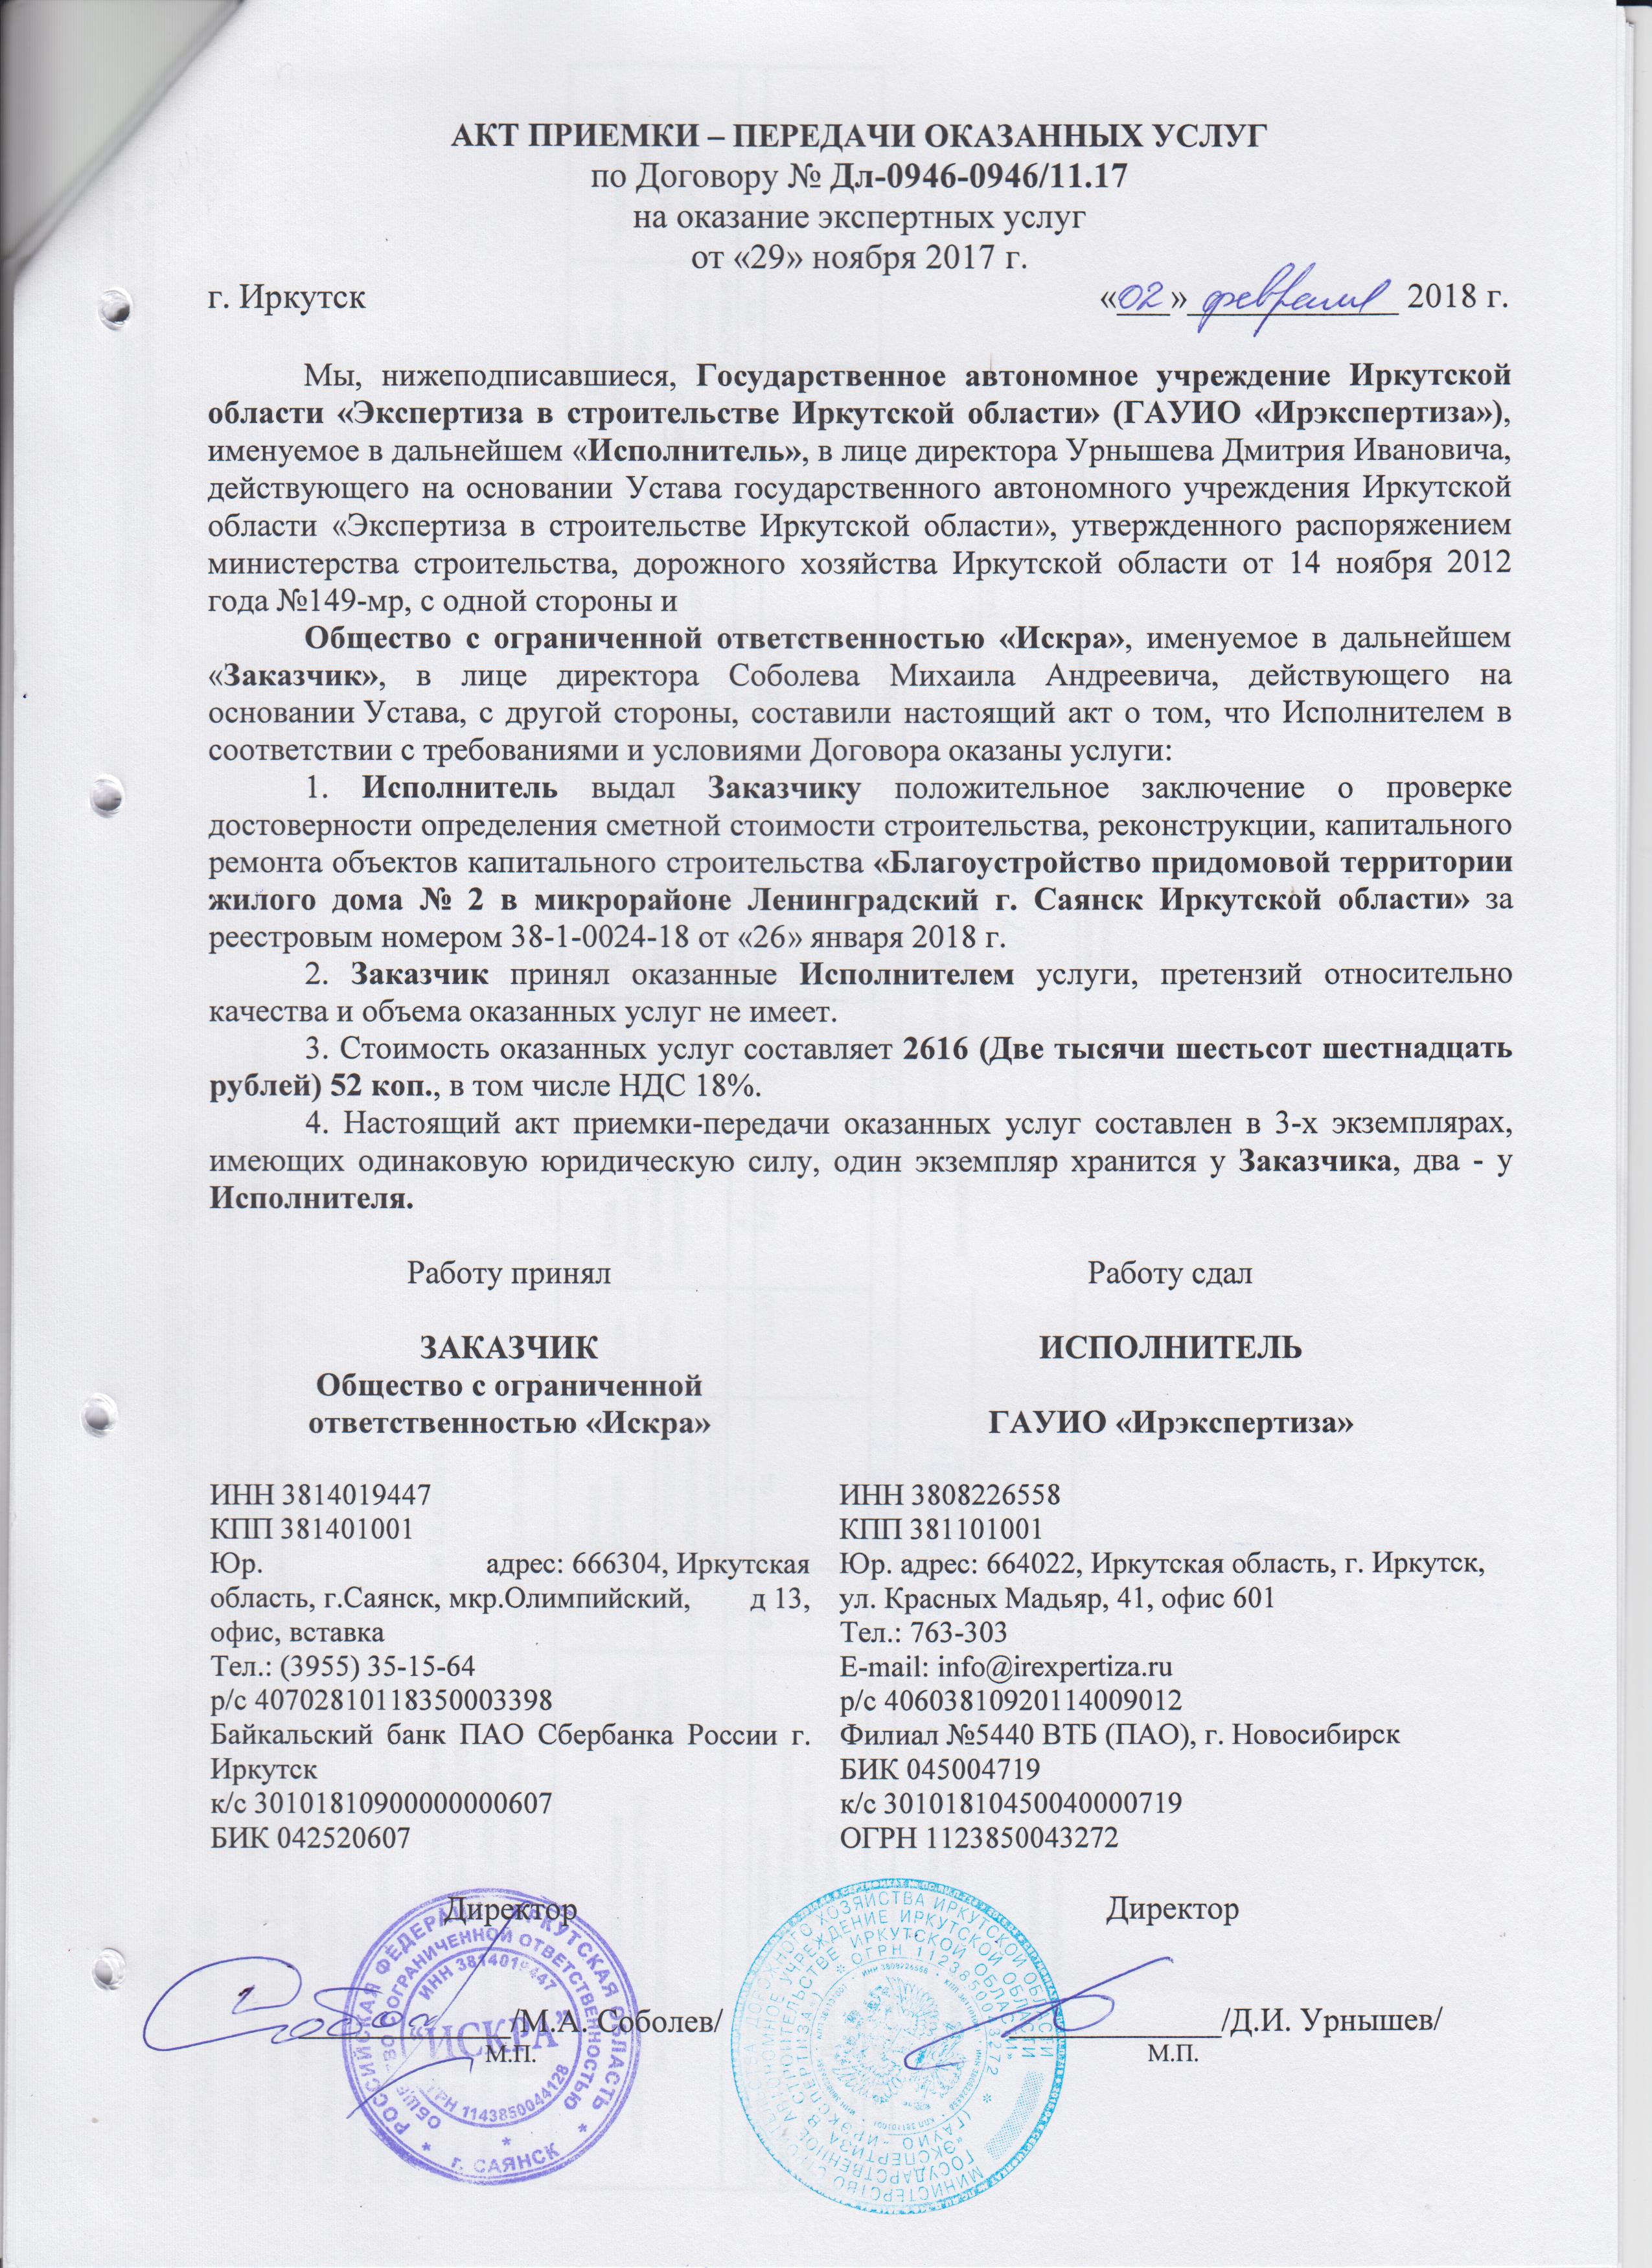 АКТ ПРИЕМКИ – ПЕРЕДАЧИ ОКАЗАННЫХ УСЛУГ
по Договору № Дл-0946-0946/11.17
на оказание экспертных услуг
от «29» ноября 2017 г.
г. Иркутск «02» февраля 2018 г.
Мы, нижеподписавшиеся, Государственное автономное учреждение Иркутской
области «Экспертиза в строительстве Иркутской области» (ГАУИО «Ирэкспертиза»),
именуемое в дальнейшем «Исполнитель», в лице директора Урнышева Дмитрия Ивановича,
действующего на основании Устава государственного автономного учреждения Иркутской
области «Экспертиза в строительстве Иркутской области», утвержденного распоряжением
министерства строительства, дорожного хозяйства Иркутской области от 14 ноября 2012
года №149-мр, с одной стороны и
Общество с ограниченной ответственностью «Искра», именуемое в дальнейшем
«Заказчик», в лице директора Соболева Михаила Андреевича, действующего на
основании Устава, с другой стороны, составили настоящий акт о том, что Исполнителем в
соответствии с требованиями и условиями Договора оказаны услуги:
1. Исполнитель выдал Заказчику положительное заключение о проверке
достоверности определения сметной стоимости строительства, реконструкции, капитального
ремонта объектов капитального строительства «Благоустройство придомовой территории
жилого дома № 2 в микрорайоне Ленинградский г. Саянск Иркутской области» за
реестровым номером 38-1-0024-18 от «26» января 2018 г.
2. Заказчик принял оказанные Исполнителем услуги, претензий относительно
качества и объема оказанных услуг не имеет.
3. Стоимость оказанных услуг составляет 2616 (Две тысячи шестьсот шестнадцать
рублей) 52 коп., в том числе НДС 18%.
4. Настоящий акт приемки-передачи оказанных услуг составлен в 3-х экземплярах,
имеющих одинаковую юридическую силу, один экземпляр хранится у Заказчика, два - у
Исполнителя.
Работу принял
ЗАКАЗЧИК
Общество с ограниченной
ответственностью «Искра»
ИНН 3814019447
КПП 381401001
Юр. адрес: 666304, Иркутская
область, г.Саянск, мкр.Олимпийский, д 13,
офис, вставка
Тел.: (3955) 35-15-64
р/с 40702810118350003398
Байкальский банк ПАО Сбербанка России г.
Иркутск
к/с 30101810900000000607
БИК 042520607
Директор
/М.А. Соболев/
М.П.
РОССИЙСКАЯ ФЕДЕРАЦИЯ ИРКУТСКАЯ ОБЛАСТЬ
ОБЩЕСТВО С ОГРАНИЧЕННОЙ ОТВЕТСТВЕННОСТЬЮ
ИНН 3814019447
"ИСКРА"
ОГРН 1143850044128
* г. САЯНСК *
Работу сдал
ИСПОЛНИТЕЛЬ
ГАУИО «Ирэкспертиза»
ИНН 3808226558
КПП 381101001
Юр. адрес: 664022, Иркутская область, г. Иркутск,
ул. Красных Мадьяр, 41, офис 601
Тел.: 763-303
E-mail: info@irexpertiza.ru
р/с 40603810920114009012
Филиал №5440 ВТБ (ПАО), г. Новосибирск
БИК 045004719
к/с 30101810450040000719
ОГРН 1123850043272
Директор
/Д.И. Урнышев/
М.П.
ХОЗЯЙСТВА ИРКУТСКОЙ ОБЛАСТИ
ГОСУДАРСТВЕННОЕ АВТОНОМНОЕ УЧРЕЖДЕНИЕ ИРКУТСКОЙ ОБЛАСТИ
"ЭКСПЕРТИЗА В СТРОИТЕЛЬСТВЕ ИРКУТСКОЙ ОБЛАСТИ"
(ГАУИО «ИРЭКСПЕРТИЗА») * ОГРН 1123850043272 *